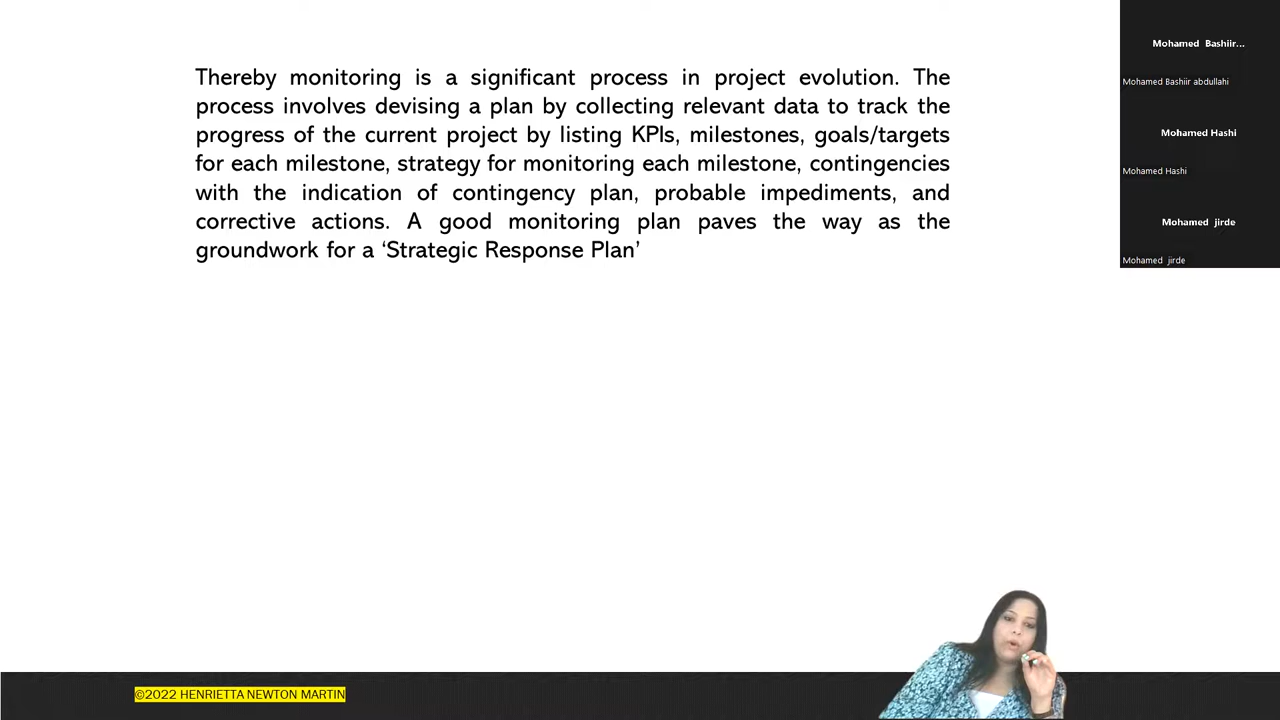 Thereby monitoring is a significant process in project evolution. The
process involves devising a plan by collecting relevant data to track the
progress of the current project by listing KPIs, milestones, goals/targets
for each milestone, strategy for monitoring each milestone, contingencies
with the indication of contingency plan, probable impediments, and
corrective actions. A good monitoring plan paves the way as the
groundwork for a ‘Strategic Response Plan’
Mohamed Bashiir...
Mohamed Bashiir abdullahi
Mohamed Hashi
Mohamed Hashi
Mohamed jirde
Mohamed jirde
©2022 HENRIETTA NEWTON MARTIN